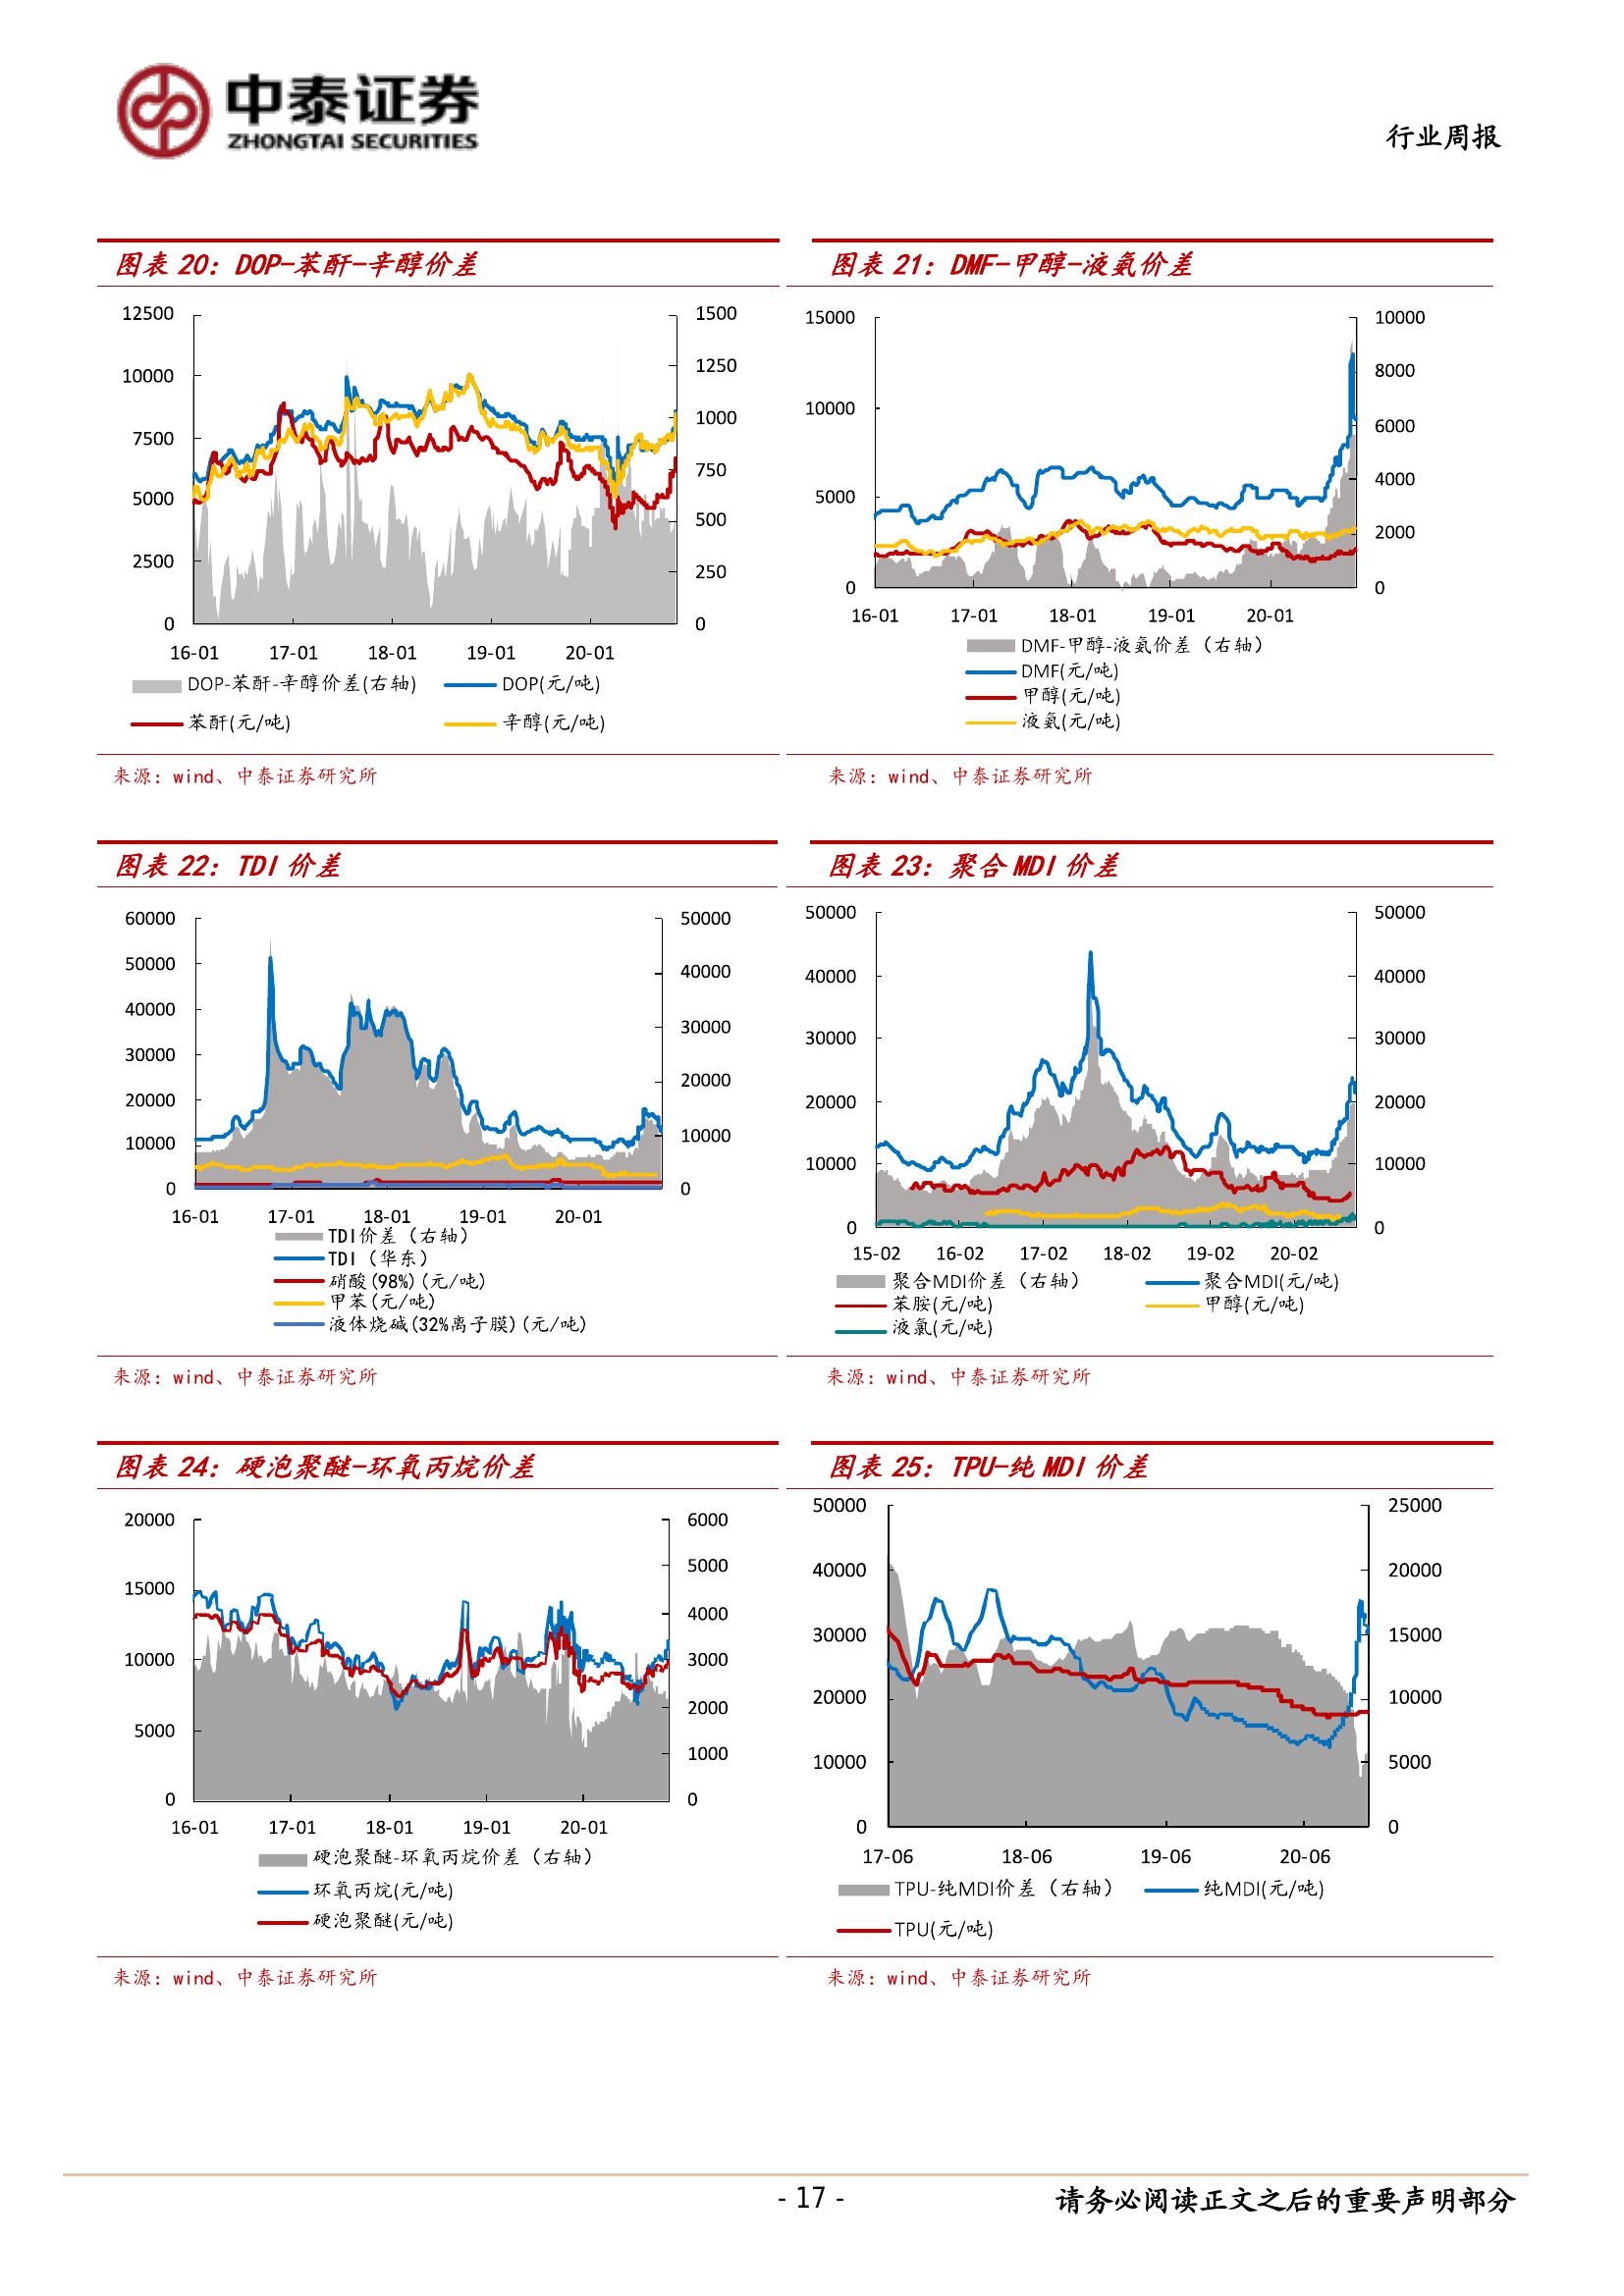 中泰证券
ZHONGTAI SECURITIES
行业周报
图表 20：DOP-苯酐-辛醇价差
12500
10000
7500
5000
2500
0
1500
1250
1000
750
500
250
0
16-01 17-01 18-01 19-01 20-01
DOP-苯酐-辛醇价差(右轴) DOP(元/吨)
苯酐(元/吨) 辛醇(元/吨)
来源：wind、中泰证券研究所
图表 21：DMF-甲醇-液氨价差
15000
10000
5000
0
10000
8000
6000
4000
2000
0
16-01 17-01 18-01 19-01 20-01
DMF-甲醇-液氨价差（右轴）
DMF(元/吨)
甲醇(元/吨)
液氨(元/吨)
来源：wind、中泰证券研究所
图表 22：TDI 价差
60000
50000
40000
30000
20000
10000
0
50000
40000
30000
20000
10000
0
16-01 17-01 18-01 19-01 20-01
TDI价差（右轴）
TDI（华东）
硝酸(98%)(元/吨)
甲苯(元/吨)
液体烧碱(32%离子膜)(元/吨)
来源：wind、中泰证券研究所
图表 23：聚合 MDI 价差
50000
40000
30000
20000
10000
0
50000
40000
30000
20000
10000
0
15-02 16-02 17-02 18-02 19-02 20-02
聚合MDI价差（右轴） 聚合MDI(元/吨)
苯胺(元/吨) 甲醇(元/吨)
液氯(元/吨)
来源：wind、中泰证券研究所
图表 24：硬泡聚醚-环氧丙烷价差
20000
15000
10000
5000
0
6000
5000
4000
3000
2000
1000
0
16-01 17-01 18-01 19-01 20-01
硬泡聚醚-环氧丙烷价差（右轴）
环氧丙烷(元/吨)
硬泡聚醚(元/吨)
来源：wind、中泰证券研究所
图表 25：TPU-纯 MDI 价差
50000
40000
30000
20000
10000
0
25000
20000
15000
10000
5000
0
17-06 18-06 19-06 20-06
TPU-纯MDI价差（右轴） 纯MDI(元/吨)
TPU(元/吨)
来源：wind、中泰证券研究所
- 17 -
请务必阅读正文之后的重要声明部分